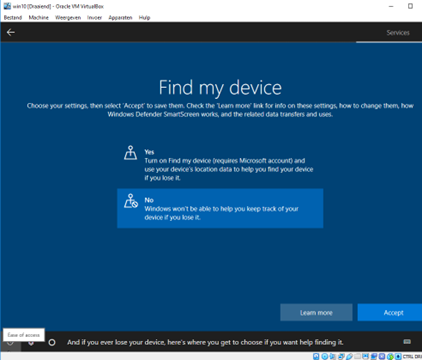 win10 [Draaiend] - Oracle VM VirtualBox
Bestand Machine Weergeven Invoer Apparaten Hulp
Services
Find my device
Choose your settings, then select 'Accept' to save them. Check the 'Learn more' link for info on these settings, how to change them, how
Windows Defender SmartScreen works, and the related data transfers and uses.
Yes
Turn on Find my device (requires Microsoft account) and
use your device's location data to help you find your device
if you lose it.
No
Windows won't be able to help you keep track of your
device if you lose it.
Learn more
Accept
Ease of access
And if you ever lose your device, here's where you get to choose if you want help finding it.